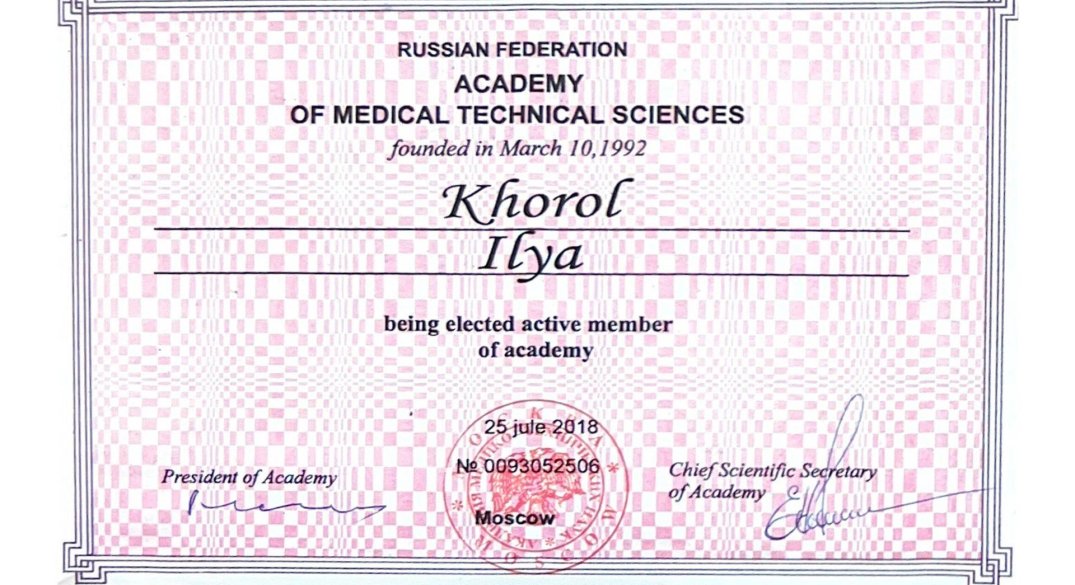 RUSSIAN FEDERATION
ACADEMY
OF MEDICAL TECHNICAL SCIENCES
founded in March 10,1992
Khorol
Ilya
being elected active member
of academy
25 jule 2018
President of Academy
№ 0093052506
Chief Scientific Secretary
of Academy
Moscow
МОСКВА